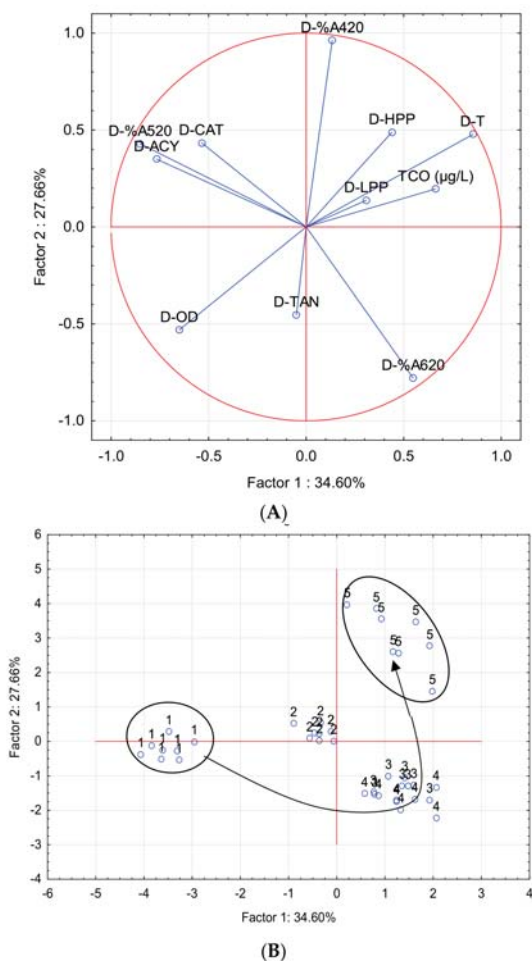 D-%A420
1.0
D-HPP
D-T
0.5
D-%A520 D-CAT
D-ACY
D-LPP TCO (µg/L)
0.0
D-OD
D-TAN
-0.5
D-%A620
-1.0
-1.0 -0.5 0.0 0.5 1.0
Factor 2 : 27.66%
Factor 1 : 34.60%
(A)
6
5
4
3
2
1
0
-1
-2
-3
-4
-6 -5 -4 -3 -2 -1 0 1 2 3 4
Factor 2: 27.66%
5 5 5 5 5 5 5 5
1 1 1 1 1 1 1
2 2 2 2 2 2
3 3 3 3 3 3
4 4 4 4 4 4 4
Factor 1: 34.60%
(B)